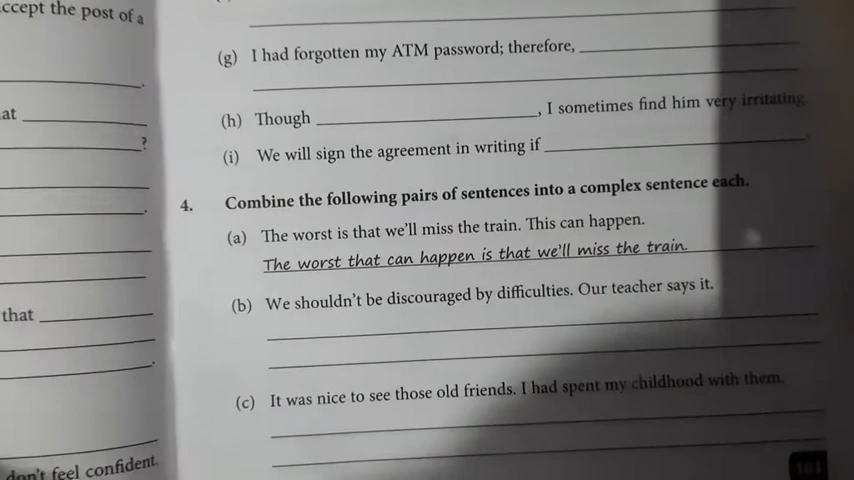 ccept the post of a
at
?
that
don't feel confident.
(g) I had forgotten my ATM password; therefore,
(h) Though , I sometimes find him very irritating
(i) We will sign the agreement in writing if
4. Combine the following pairs of sentences into a complex sentence each.
(a) The worst is that we'll miss the train. This can happen.
The worst that can happen is that we'll miss the train.
(b) We shouldn't be discouraged by difficulties. Our teacher says it.
(c) It was nice to see those old friends. I had spent my childhood with them.